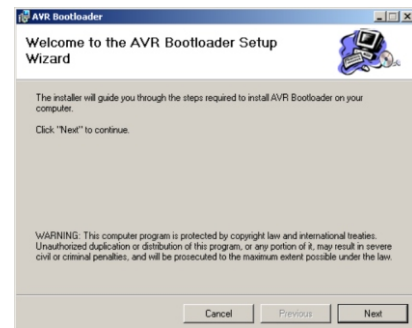 AVR Bootloader
Welcome to the AVR Bootloader Setup
Wizard
The installer will guide you through the steps required to install AVR Bootloader on your
computer.
Click "Next" to continue.
WARNING: This computer program is protected by copyright law and international treaties.
Unauthorized duplication or distribution of this program, or any portion of it, may result in severe
civil or criminal penalties, and will be prosecuted to the maximum extent possible under the law.
Cancel
Previous
Next